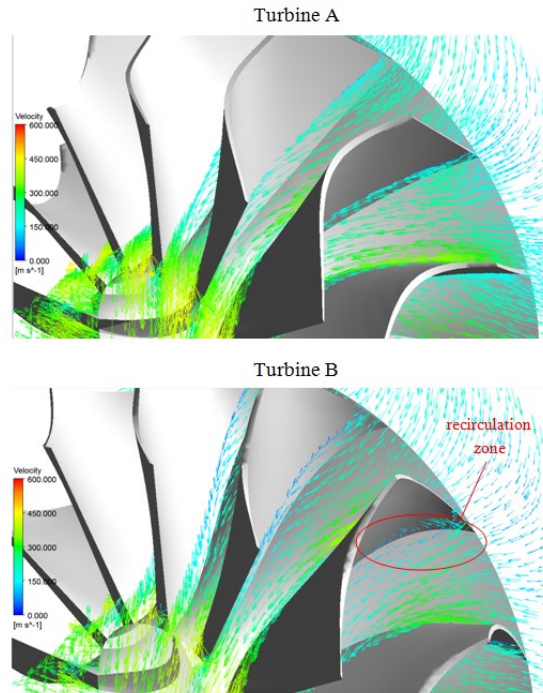 Turbine A
Velocity
600.000
450.000
300.000
150.000
0.000
[m s^-1]
Turbine B
recirculation
zone
Velocity
600.000
450.000
300.000
150.000
0.000
[m s^-1]